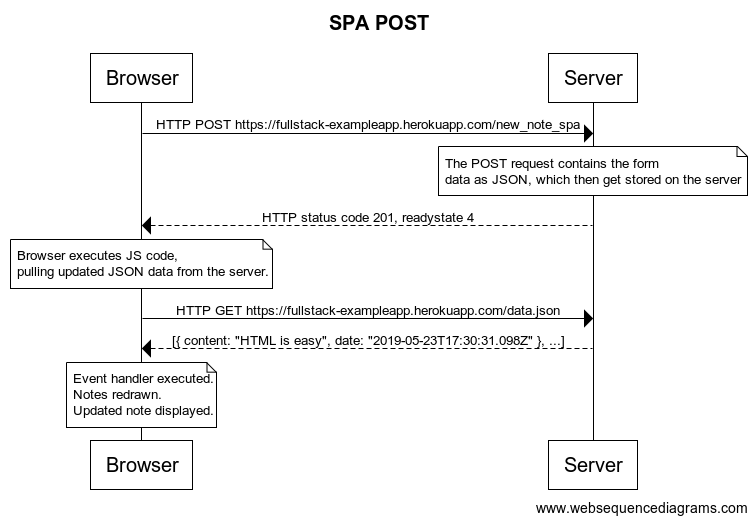 SPA POST
Browser
Server
HTTP POST https://fullstack-exampleapp.herokuapp.com/new_note_spa
The POST request contains the form
data as JSON, which then get stored on the server
HTTP status code 201, readystate 4
Browser executes JS code,
pulling updated JSON data from the server.
HTTP GET https://fullstack-exampleapp.herokuapp.com/data.json
[{ content: "HTML is easy", date: "2019-05-23T17:30:31.098Z" }, ...]
Event handler executed.
Notes redrawn.
Updated note displayed.
Browser
Server
www.websequencediagrams.com